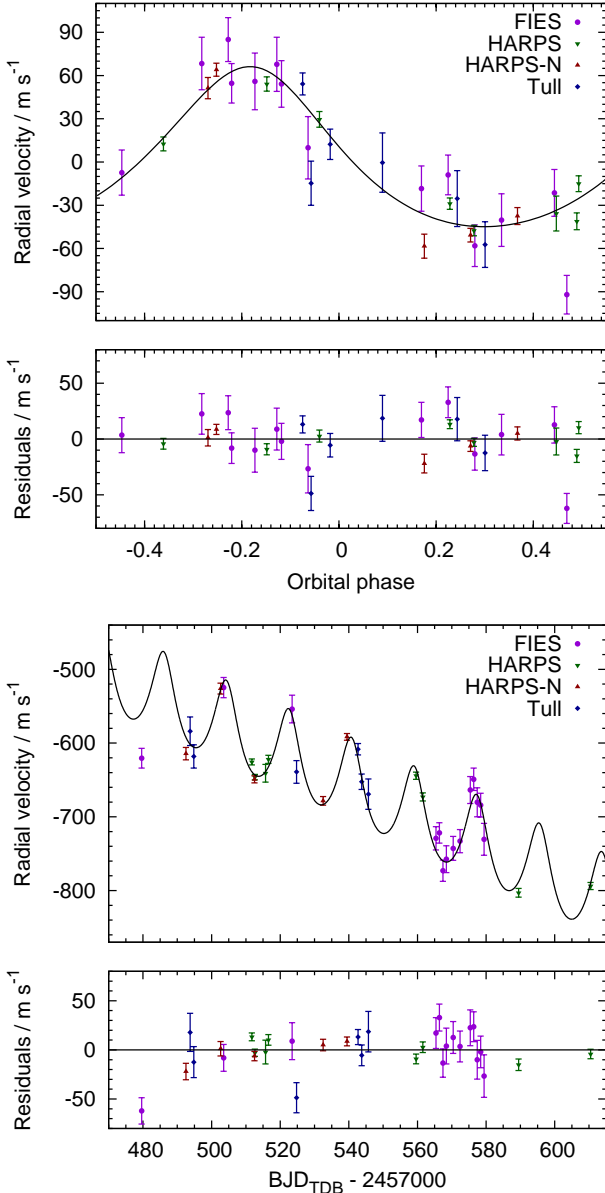 FIES
HARPS
HARPS-N
Tull
Radial velocity / m s⁻¹
90
60
30
0
-30
-60
-90
Residuals / m s⁻¹
50
0
-50
-0.4
-0.2
0
0.2
0.4
Orbital phase
FIES
HARPS
HARPS-N
Tull
Radial velocity / m s⁻¹
-500
-600
-700
-800
Residuals / m s⁻¹
50
0
-50
480
500
520
540
560
580
600
BJD_TDB - 2457000